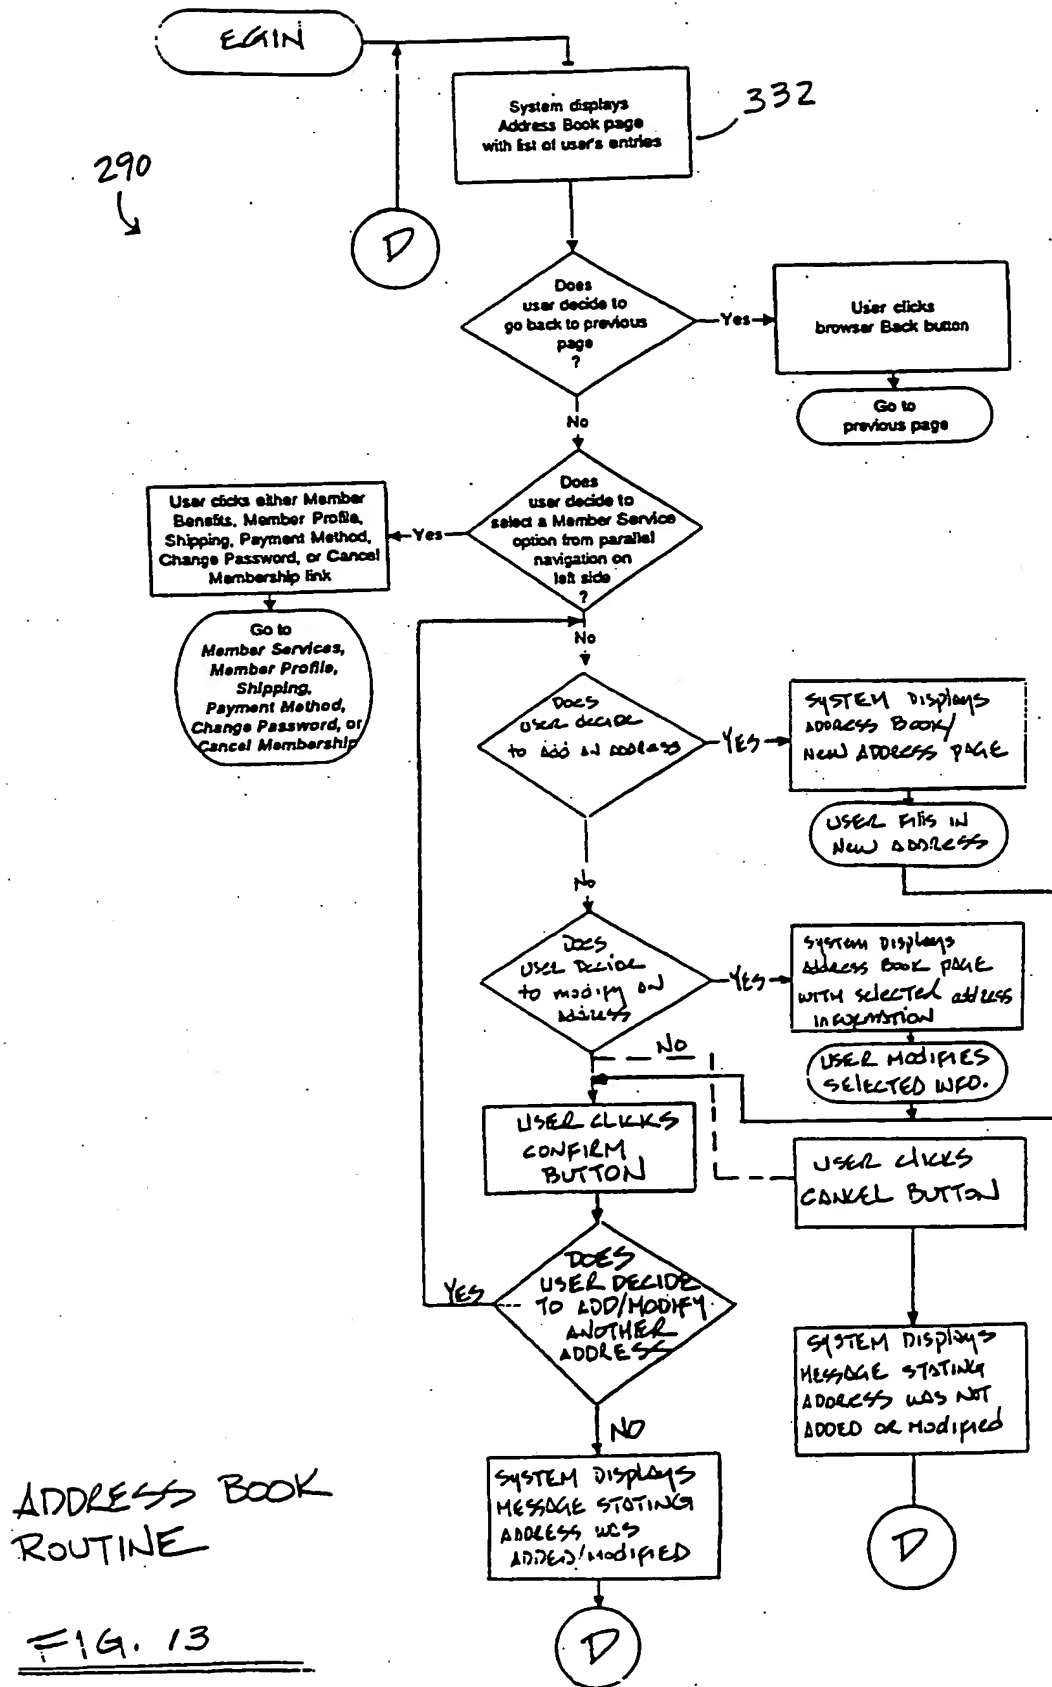 EGIN
System displays
Address Book page
with list of user's entries
332
290
D
Does
user decide to
go back to previous
page
?
Yes
User clicks
browser Back button
Go to
previous page
No
Does
user decide to
select a Member Service
option from parallel
navigation on
left side
?
Yes
User clicks either Member
Benefits, Member Profile,
Shipping, Payment Method,
Change Password, or Cancel
Membership link
Go to
Member Services,
Member Profile,
Shipping,
Payment Method,
Change Password, or
Cancel Membership
No
DOES
USER DECIDE
TO ADD AN ADDRESS
YES
SYSTEM DISPLAYS
ADDRESS BOOK/
NEW ADDRESS PAGE
USER FILLS IN
NEW ADDRESS
No
DOES
USER DECIDE
to modify an
address
YES
System Displays
Address Book PAGE
WITH selected address
INFORMATION
USER MODIFIES
SELECTED INFO.
NO
USER CLICKS
CONFIRM
BUTTON
USER CLICKS
CANCEL BUTTON
DOES
USER DECIDE
TO ADD/MODIFY
ANOTHER
ADDRESS
YES
NO
SYSTEM DISPLAYS
MESSAGE STATING
ADDRESS WAS NOT
ADDED OR MODIFIED
SYSTEM DISPLAYS
MESSAGE STATING
ADDRESS WAS
ADDED/MODIFIED
D
D
ADDRESS BOOK
ROUTINE
FIG. 13